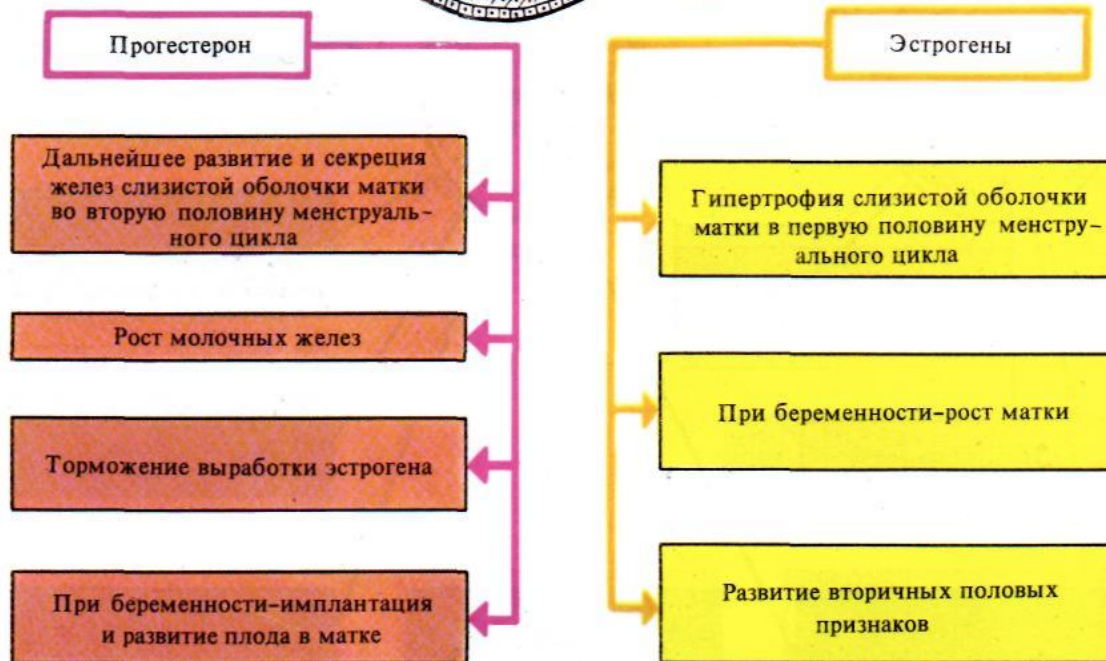 Прогестерон
Дальнейшее развитие и секреция
желез слизистой оболочки матки
во вторую половину менструаль-
ного цикла
Рост молочных желез
Торможение выработки эстрогена
При беременности–имплантация
и развитие плода в матке
Эстрогены
Гипертрофия слизистой оболочки
матки в первую половину менстру-
ального цикла
При беременности–рост матки
Развитие вторичных половых
признаков